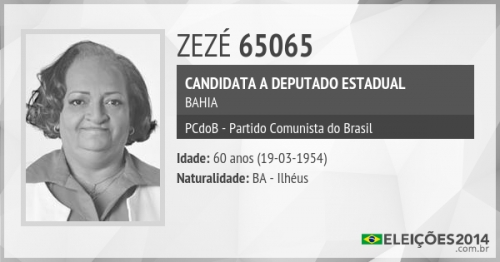 ZEZÉ 65065
CANDIDATA A DEPUTADO ESTADUAL
BAHIA
PCdoB - Partido Comunista do Brasil
Idade: 60 anos (19-03-1954)
Naturalidade: BA - Ilhéus
ELEIÇÕES2014
.com.br